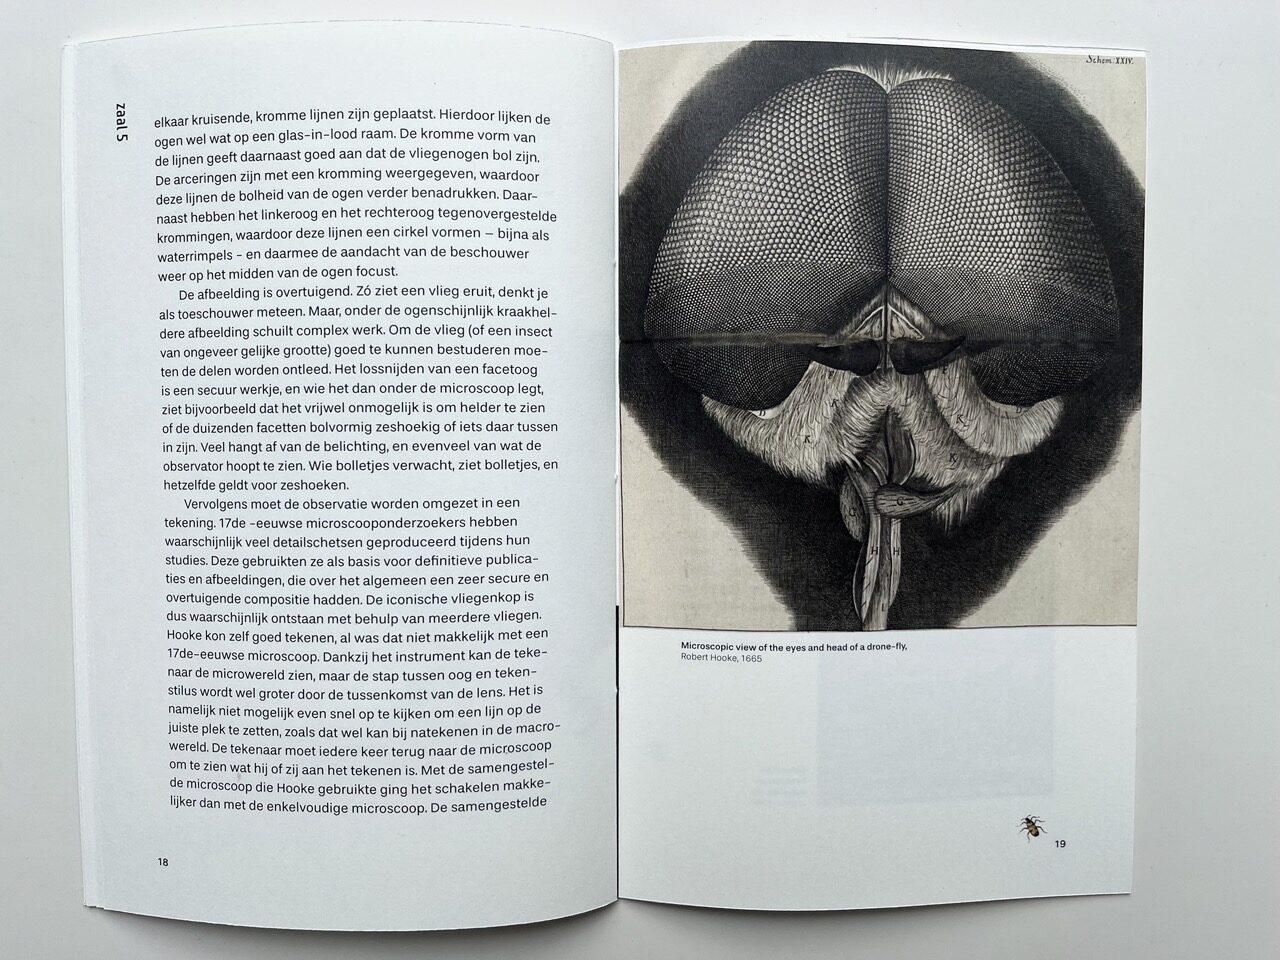 zaal 5
elkaar kruisende, kromme lijnen zijn geplaatst. Hierdoor lijken de
ogen wel wat op een glas-in-lood raam. De kromme vorm van
de lijnen geeft daarnaast goed aan dat de vliegenogen bol zijn.
De arceringen zijn met een kromming weergegeven, waardoor
deze lijnen de bolheid van de ogen verder benadrukken. Daar-
naast hebben het linkeroog en het rechteroog tegenovergestelde
krommingen, waardoor deze lijnen een cirkel vormen – bijna als
waterrimpels - en daarmee de aandacht van de beschouwer
weer op het midden van de ogen focust.
De afbeelding is overtuigend. Zó ziet een vlieg eruit, denkt je
als toeschouwer meteen. Maar, onder de ogenschijnlijk kraakhel-
dere afbeelding schuilt complex werk. Om de vlieg (of een insect
van ongeveer gelijke grootte) goed te kunnen bestuderen moe-
ten de delen worden ontleed. Het lossnijden van een facetoog
is een secuur werkje, en wie het dan onder de microscoop legt,
ziet bijvoorbeeld dat het vrijwel onmogelijk is om helder te zien
of de duizenden facetten bolvormig zeshoekig of iets daar tussen
in zijn. Veel hangt af van de belichting, en evenveel van wat de
observator hoopt te zien. Wie bolletjes verwacht, ziet bolletjes, en
hetzelfde geldt voor zeshoeken.
Vervolgens moet de observatie worden omgezet in een
tekening. 17de -eeuwse microscooponderzoekers hebben
waarschijnlijk veel detailschetsen geproduceerd tijdens hun
studies. Deze gebruikten ze als basis voor definitieve publica-
ties en afbeeldingen, die over het algemeen een zeer secure en
overtuigende compositie hadden. De iconische vliegenkop is
dus waarschijnlijk ontstaan met behulp van meerdere vliegen.
Hooke kon zelf goed tekenen, al was dat niet makkelijk met een
17de-eeuwse microscoop. Dankzij het instrument kan de teke-
naar de microwereld zien, maar de stap tussen oog en teken-
stilus wordt wel groter door de tussenkomst van de lens. Het is
namelijk niet mogelijk even snel op te kijken om een lijn op de
juiste plek te zetten, zoals dat wel kan bij natekenen in de macro-
wereld. De tekenaar moet iedere keer terug naar de microscoop
om te zien wat hij of zij aan het tekenen is. Met de samengestel-
de microscoop die Hooke gebruikte ging het schakelen makke-
lijker dan met de enkelvoudige microscoop. De samengestelde
18
Schem. XXIV.
K
K
K
G
G
H H
Microscopic view of the eyes and head of a drone-fly,
Robert Hooke, 1665
19